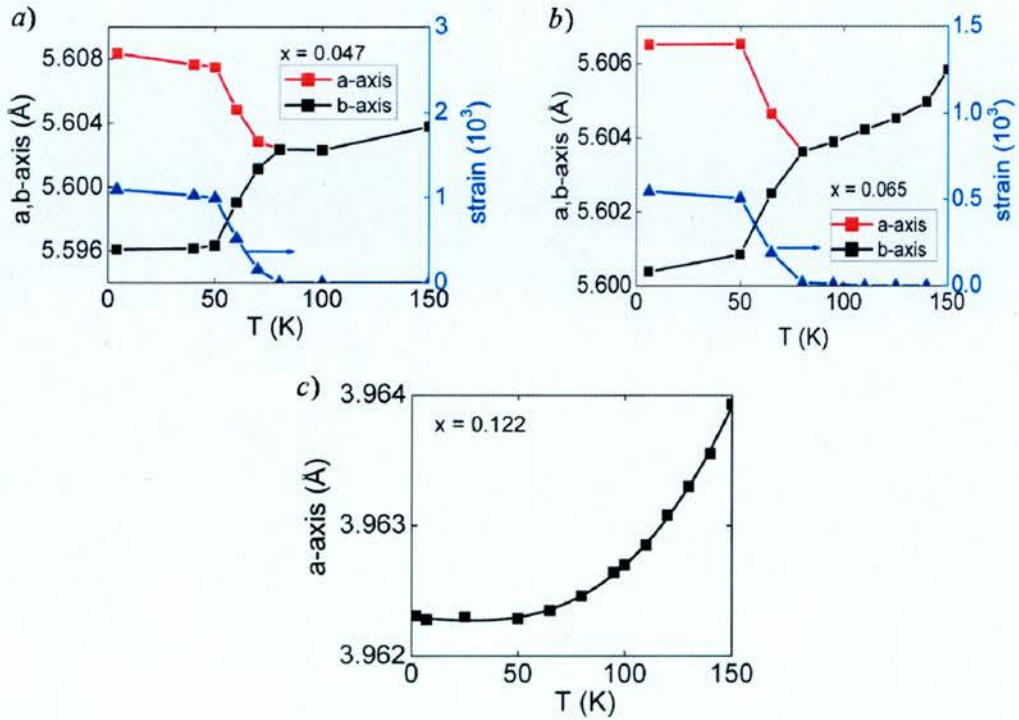 a)
x = 0.047
a-axis
b-axis
a,b-axis (Å)
5.608
5.604
5.600
5.596
3
2
1
0
strain (10³)
0 50 100 150
T (K)
b)
x = 0.065
a-axis
b-axis
a,b-axis (Å)
5.606
5.604
5.602
5.600
1.5
1.0
0.5
0.0
strain (10³)
0 50 100 150
T (K)
c)
x = 0.122
a-axis (Å)
3.964
3.963
3.962
0 50 100 150
T (K)